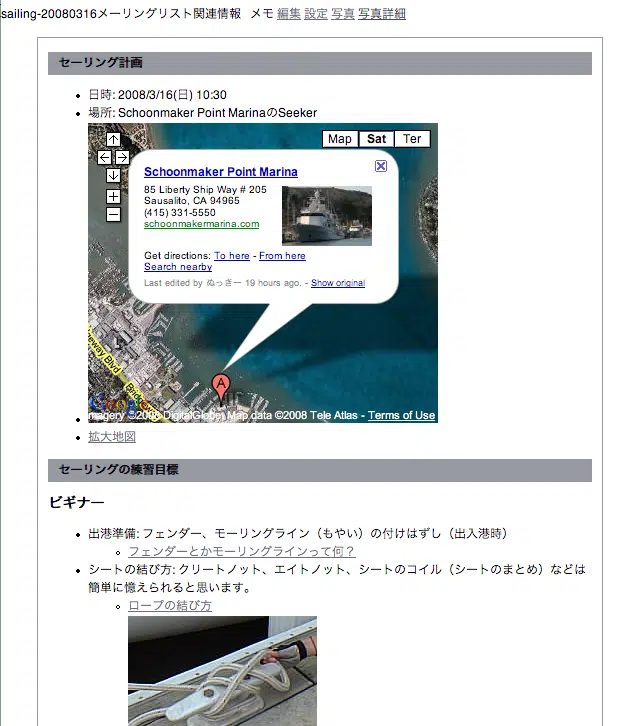 sailing-20080316メーリングリスト関連情報 メモ 編集 設定 写真 写真詳細
セーリング計画
日時: 2008/3/16(日) 10:30
場所: Schoonmaker Point MarinaのSeeker
Map Sat Ter
Schoonmaker Point Marina
85 Liberty Ship Way # 205
Sausalito, CA 94965
(415) 331-5550
schoonmakermarina.com
Get directions: To here - From here
Search nearby
Last edited by ぬっきー 19 hours ago. - Show original
eway Blvd
Bridge
A
magery ©2008 DigitalGlobe, Map data ©2008 Tele Atlas - Terms of Use
拡大地図
セーリングの練習目標
ビギナー
出港準備: フェンダー、モーリングライン（もやい）の付けはずし（出入港時）
フェンダーとかモーリングラインって何？
シートの結び方: クリートノット、エイトノット、シートのコイル（シートのまとめ）などは
簡単に憶えられると思います。
ロープの結び方